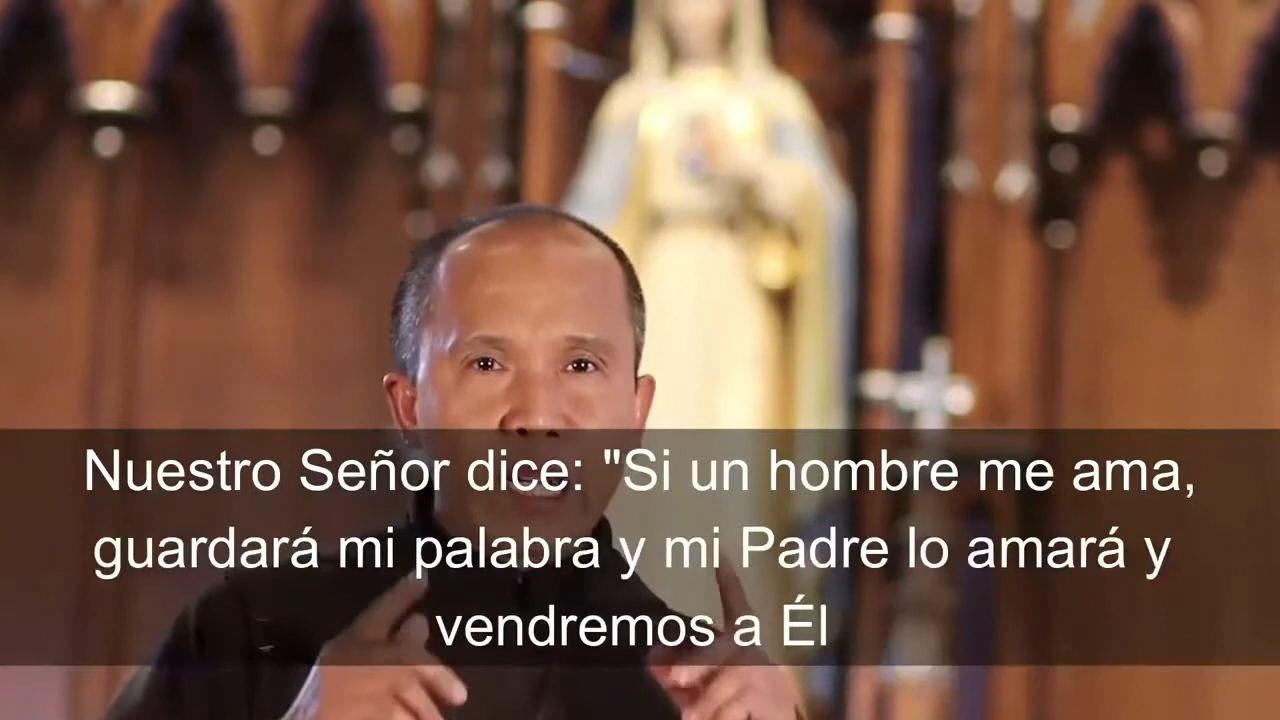 Nuestro Señor dice: "Si un hombre me ama,
guardará mi palabra y mi Padre lo amará y
vendremos a Él